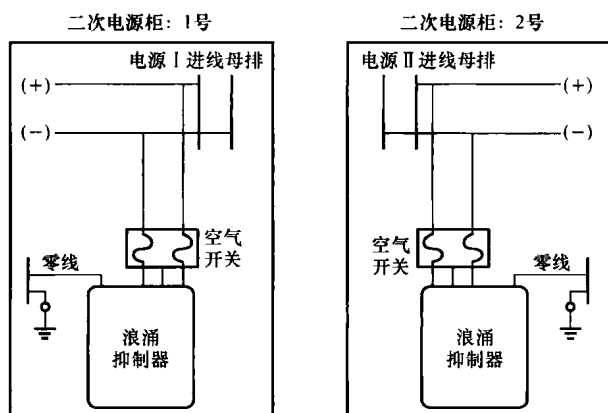 二次电源柜：1号
电源Ⅰ进线母排
(+)
(−)
空气
开关
零线
浪涌
抑制器
二次电源柜：2号
电源Ⅱ进线母排
(+)
(−)
空气
开关
零线
浪涌
抑制器